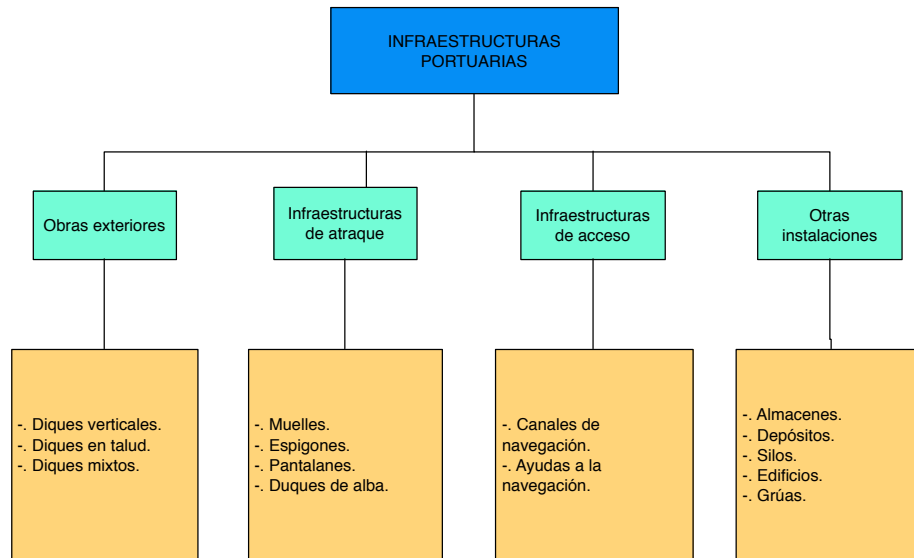 INFRAESTRUCTURAS
PORTUARIAS
Obras exteriores
Infraestructuras
de atraque
Infraestructuras
de acceso
Otras
instalaciones
-. Diques verticales.
-. Diques en talud.
-. Diques mixtos.
-. Muelles.
-. Espigones.
-. Pantalanes.
-. Duques de alba.
-. Canales de
navegación.
-. Ayudas a la
navegación.
-. Almacenes.
-. Depósitos.
-. Silos.
-. Edificios.
-. Grúas.